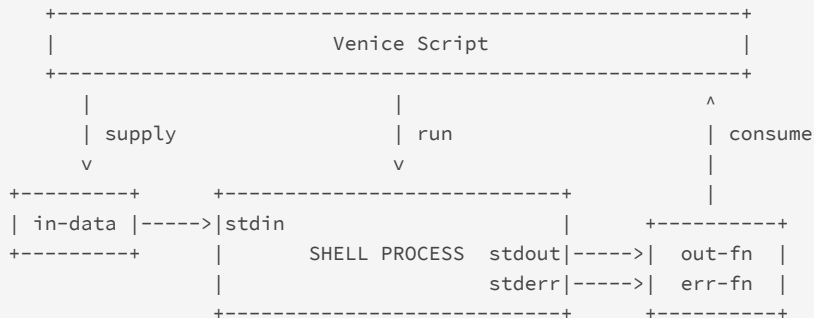 Venice Script
supply run consume
in-data stdin
SHELL PROCESS stdout out-fn
stderr err-fn